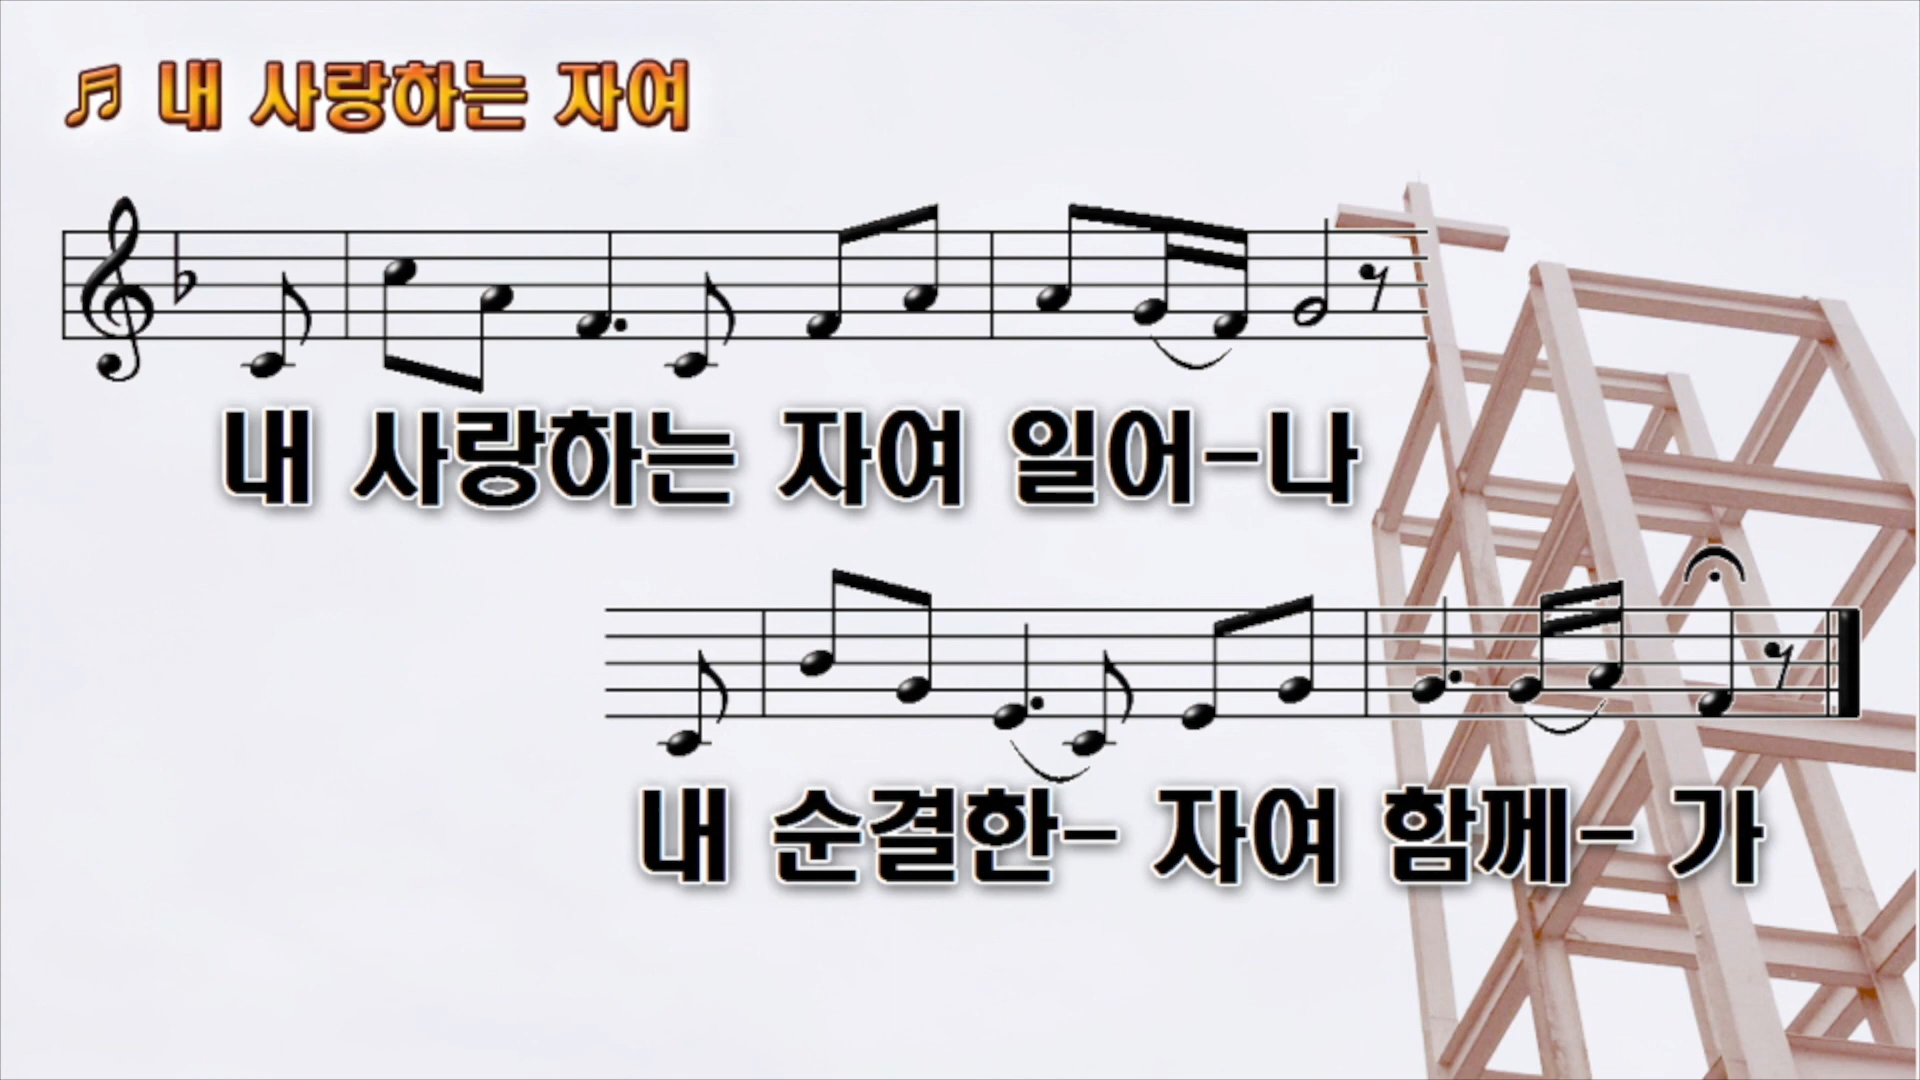 ♬ 내 사랑하는 자여
내 사랑하는 자여 일어-나
내 순결한- 자여 함께- 가